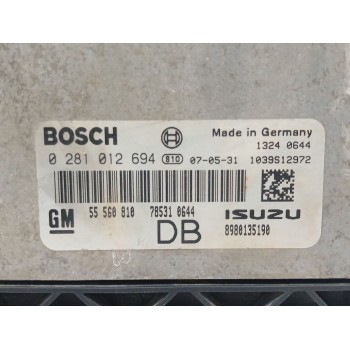 BOSCH
Made in Germany
1324 0644
0 281 012 694 810 07-05-31 1039S12972
GM 55 560 810 78531 0644 ISUZU
DB 8980135190